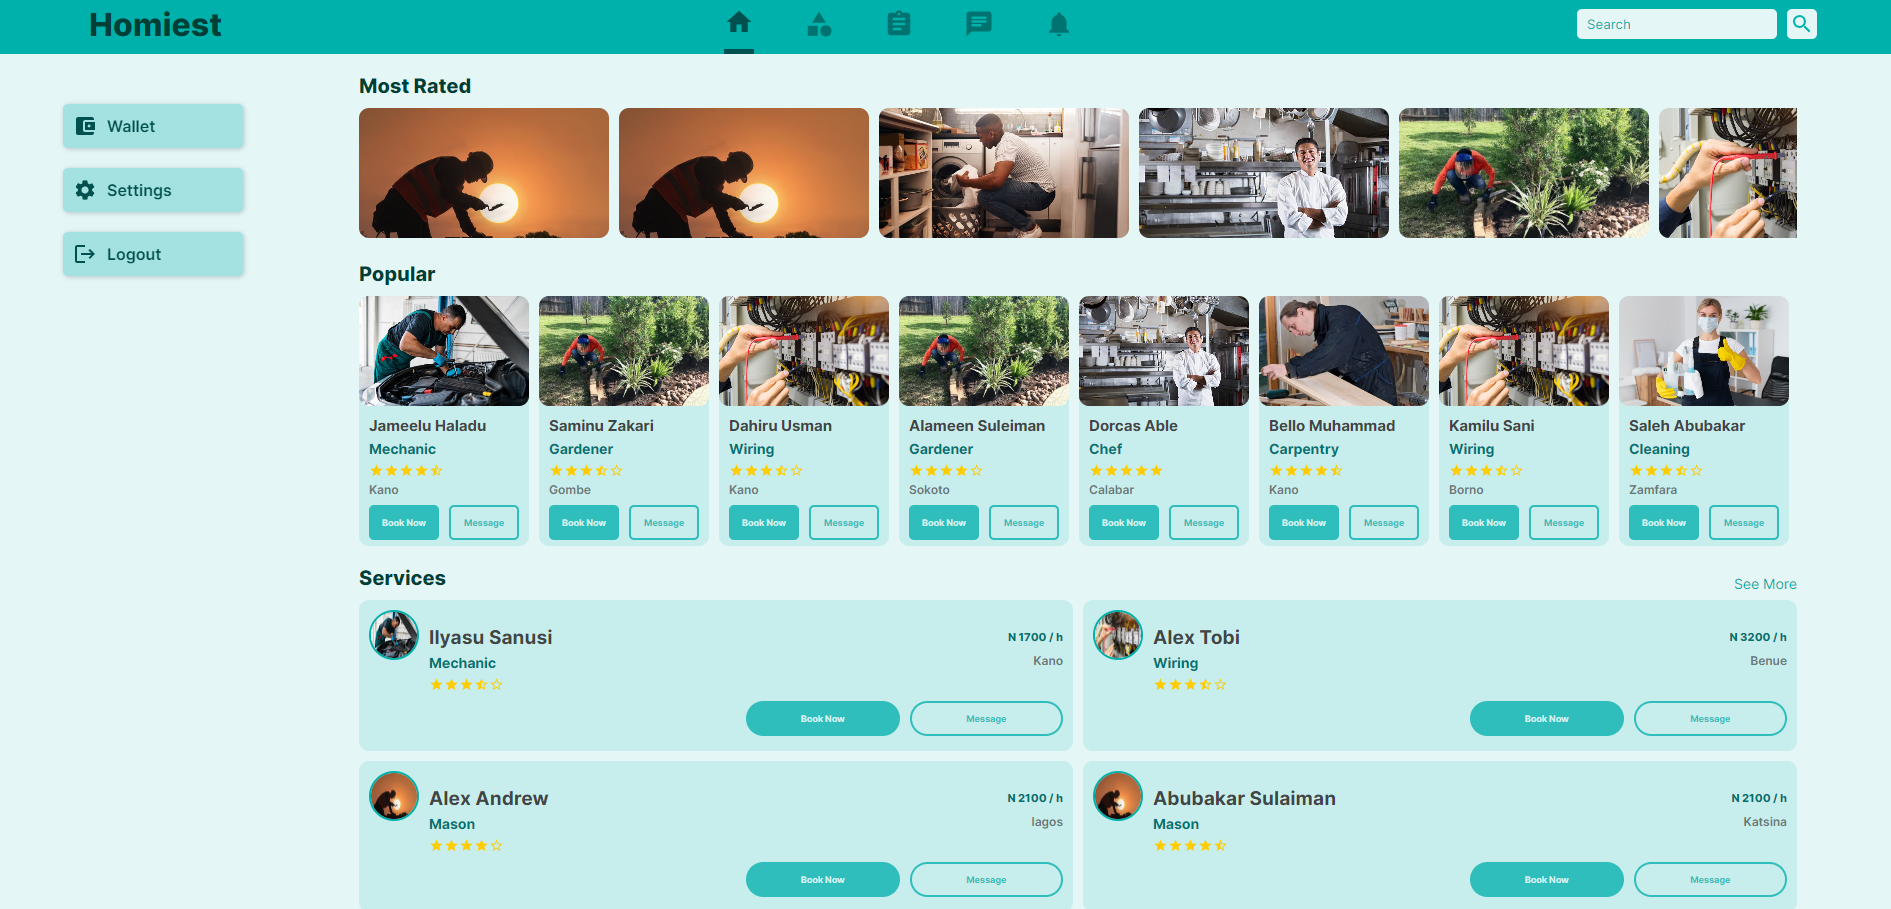 Homiest
Search
Wallet
Settings
Logout
Most Rated
Popular
Jameelu Haladu
Mechanic
Kano
Book Now
Message
Saminu Zakari
Gardener
Gombe
Book Now
Message
Dahiru Usman
Wiring
Kano
Book Now
Message
Alameen Suleiman
Gardener
Sokoto
Book Now
Message
Dorcas Able
Chef
Calabar
Book Now
Message
Bello Muhammad
Carpentry
Kano
Book Now
Message
Kamilu Sani
Wiring
Borno
Book Now
Message
Saleh Abubakar
Cleaning
Zamfara
Book Now
Message
Services
See More
Ilyasu Sanusi
N 1700 / h
Mechanic
Kano
Book Now
Message
Alex Tobi
N 3200 / h
Wiring
Benue
Book Now
Message
Alex Andrew
N 2100 / h
Mason
lagos
Book Now
Message
Abubakar Sulaiman
N 2100 / h
Mason
Katsina
Book Now
Message